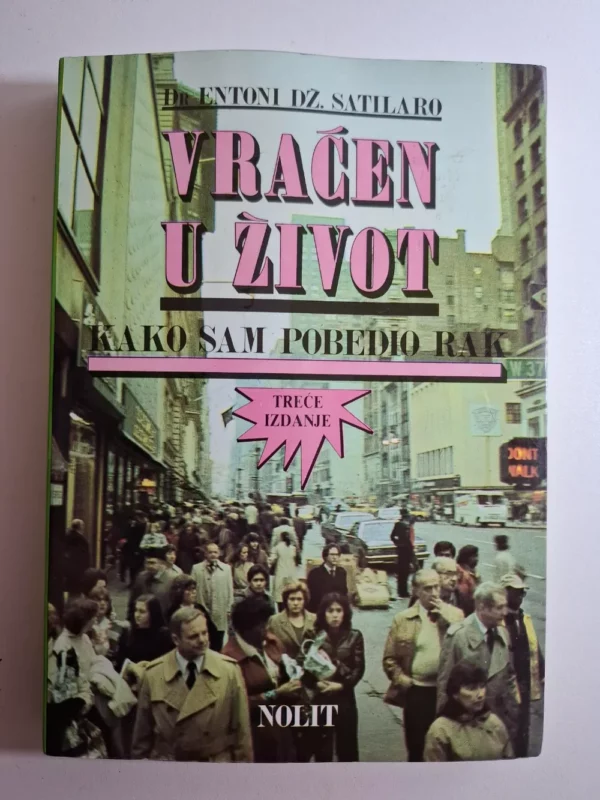 Dr ENTONI DŽ. SATILARO
VRAĆEN
U ŽIVOT
KAKO SAM POBEDIO RAK
TREĆE
IZDANJE
W 37
DONT
WALK
NOLIT